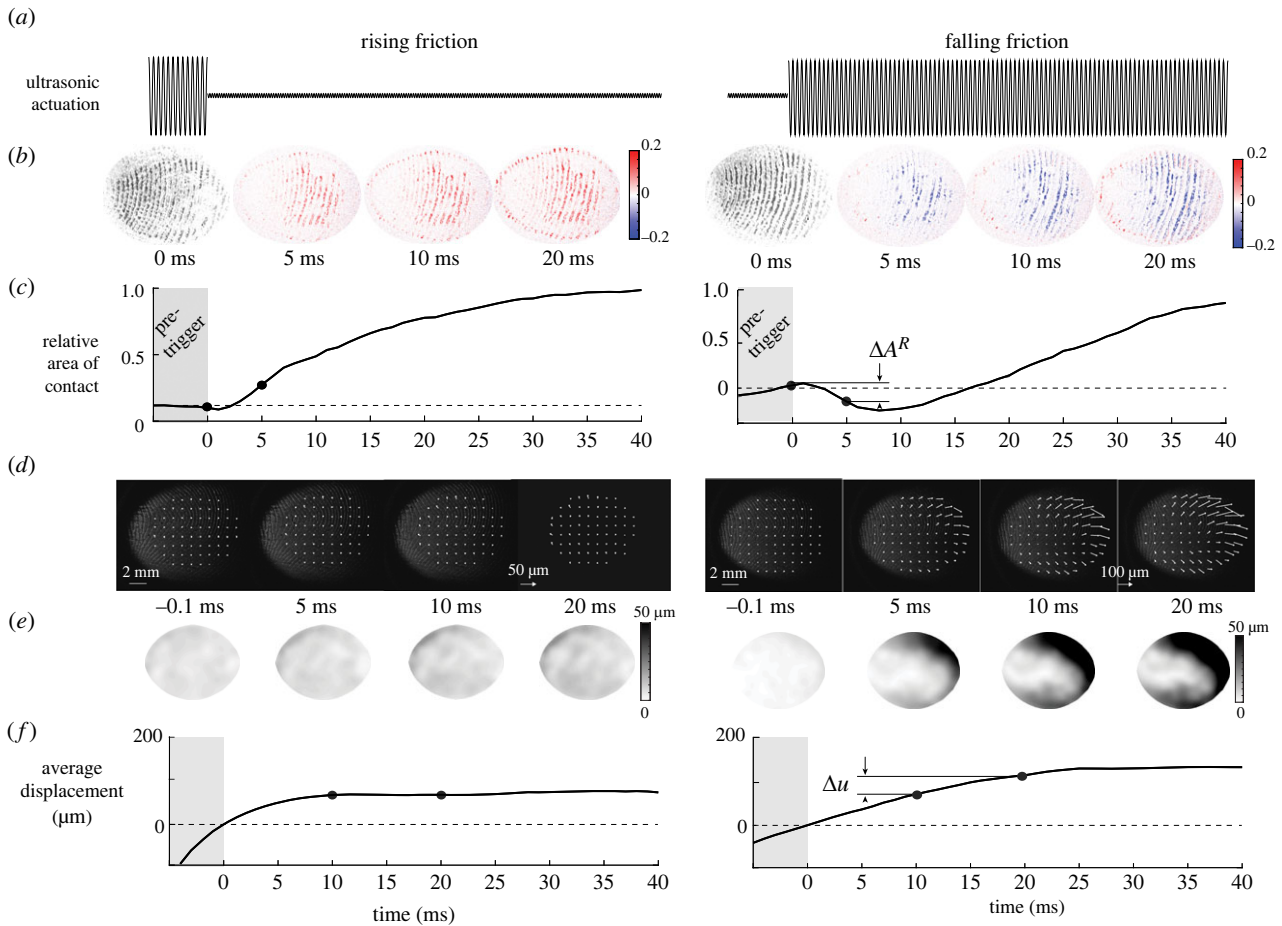 (a)
rising friction
falling friction
ultrasonic
actuation
(b)
0.2
0
–0.2
0 ms
5 ms
10 ms
20 ms
0.2
0
–0.2
0 ms
5 ms
10 ms
20 ms
(c)
relative
area of
contact
1.0
0.5
0
pre-
trigger
0 5 10 15 20 25 30 35 40
1.0
0.5
0
pre-
trigger
ΔA^R
0 5 10 15 20 25 30 35 40
(d)
2 mm
50 µm
–0.1 ms
5 ms
10 ms
20 ms
2 mm
100 µm
–0.1 ms
5 ms
10 ms
20 ms
(e)
50 µm
0
50 µm
0
(f)
average
displacement
(µm)
200
0
0 5 10 15 20 25 30 35 40
time (ms)
200
0
Δu
0 5 10 15 20 25 30 35 40
time (ms)